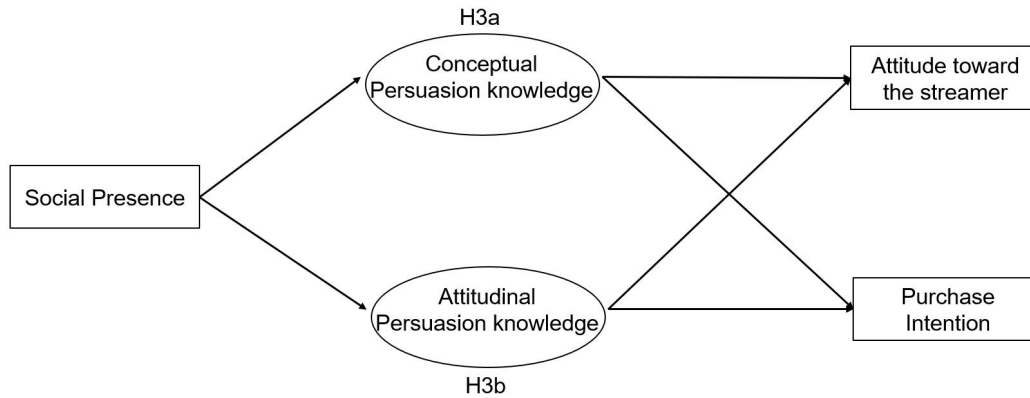 H3a
Conceptual
Persuasion knowledge
Attitude toward
the streamer
Social Presence
Attitudinal
Persuasion knowledge
H3b
Purchase
Intention